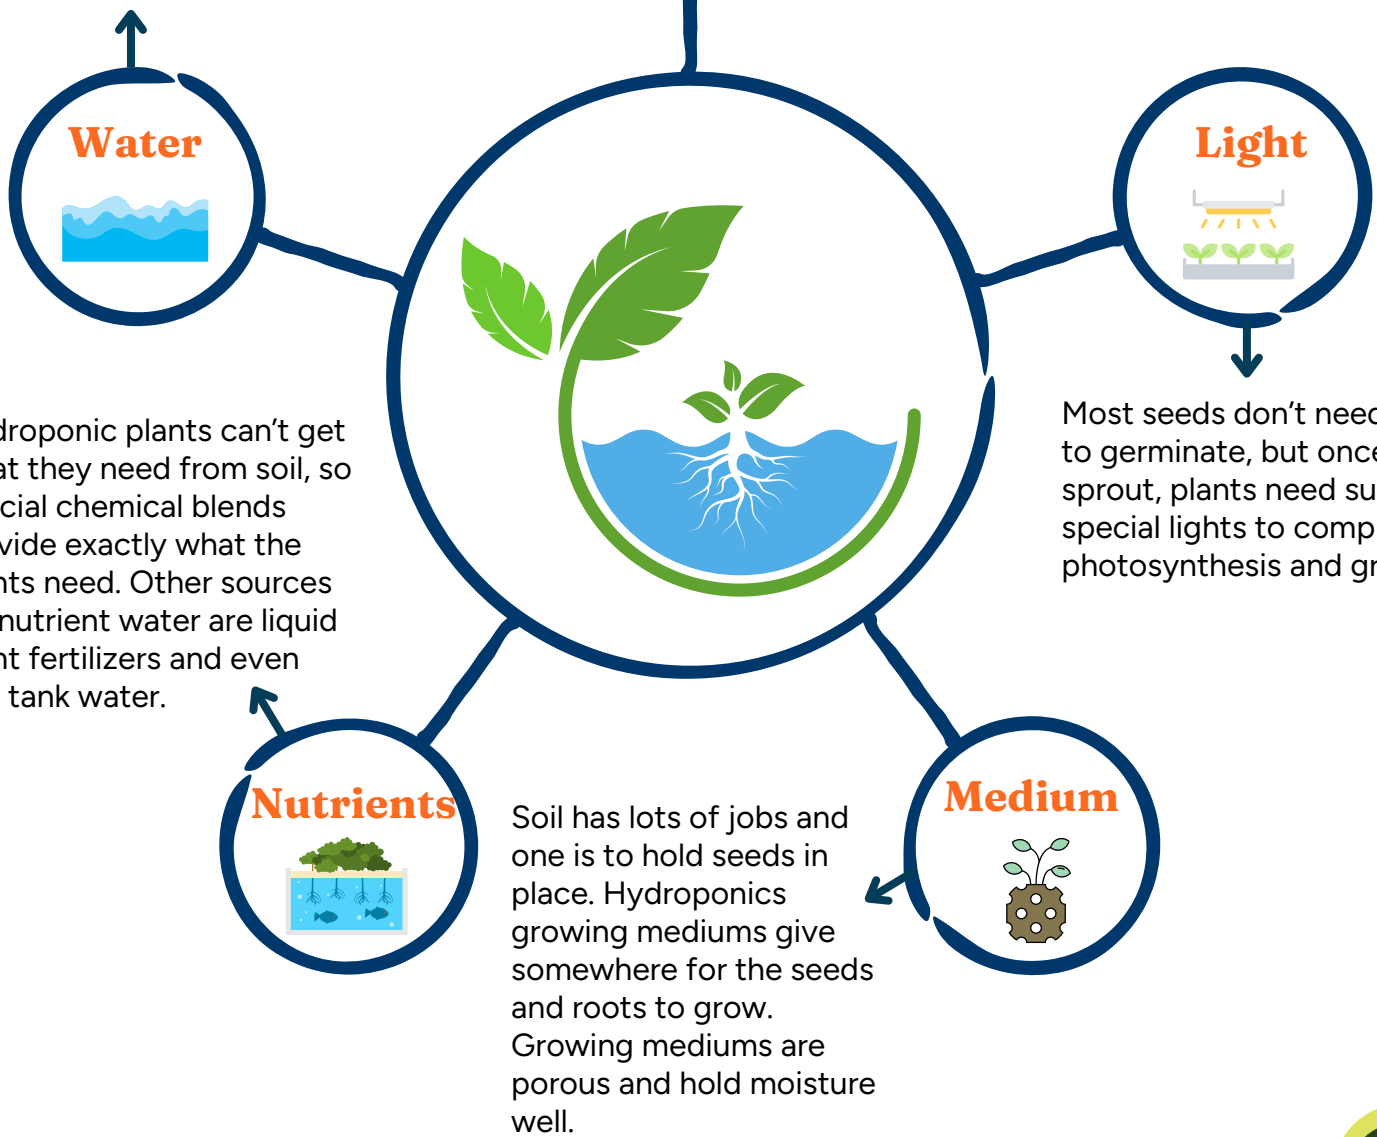 Water
Light
droponic plants can’t get
at they need from soil, so
cial chemical blends
vide exactly what the
nts need. Other sources
nutrient water are liquid
nt fertilizers and even
tank water.
Most seeds don’t need
to germinate, but once
sprout, plants need su
special lights to comp
photosynthesis and gr
Nutrients
Soil has lots of jobs and
one is to hold seeds in
place. Hydroponics
growing mediums give
somewhere for the seeds
and roots to grow.
Growing mediums are
porous and hold moisture
well.
Medium